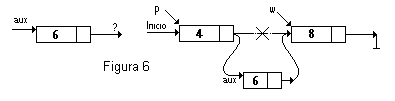 aux 6 ?
p
Inicio 4
w
8
aux 6
Figura 6